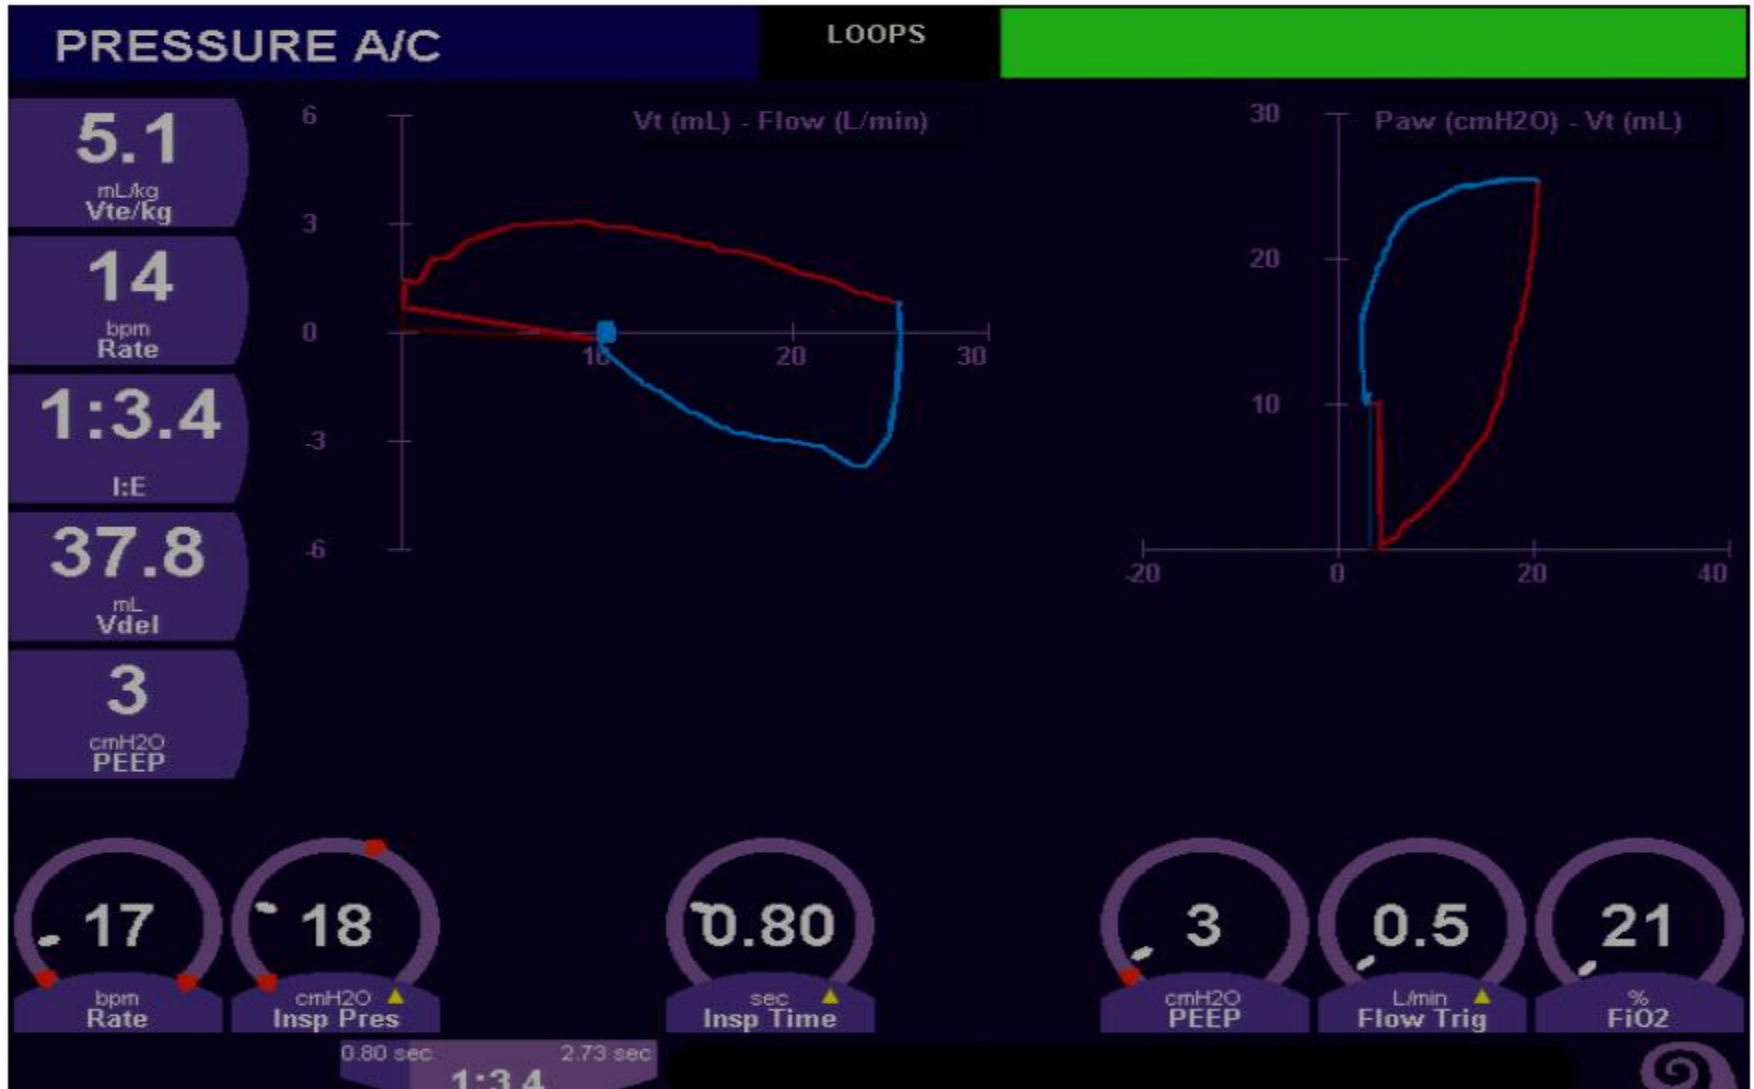 PRESSURE A/C
LOOPS
5.1
mL/kg
Vte/kg
14
bpm
Rate
1:3.4
I:E
37.8
mL
Vdel
3
cmH2O
PEEP
Vt (mL) - Flow (L/min)
6
3
0
-3
-6
10
20
30
Paw (cmH2O) - Vt (mL)
30
20
10
-20
0
20
40
17
bpm
Rate
18
cmH2O
Insp Pres
0.80
sec
Insp Time
3
cmH2O
PEEP
0.5
L/min
Flow Trig
21
%
FiO2
0.80 sec
2.73 sec
1:3.4